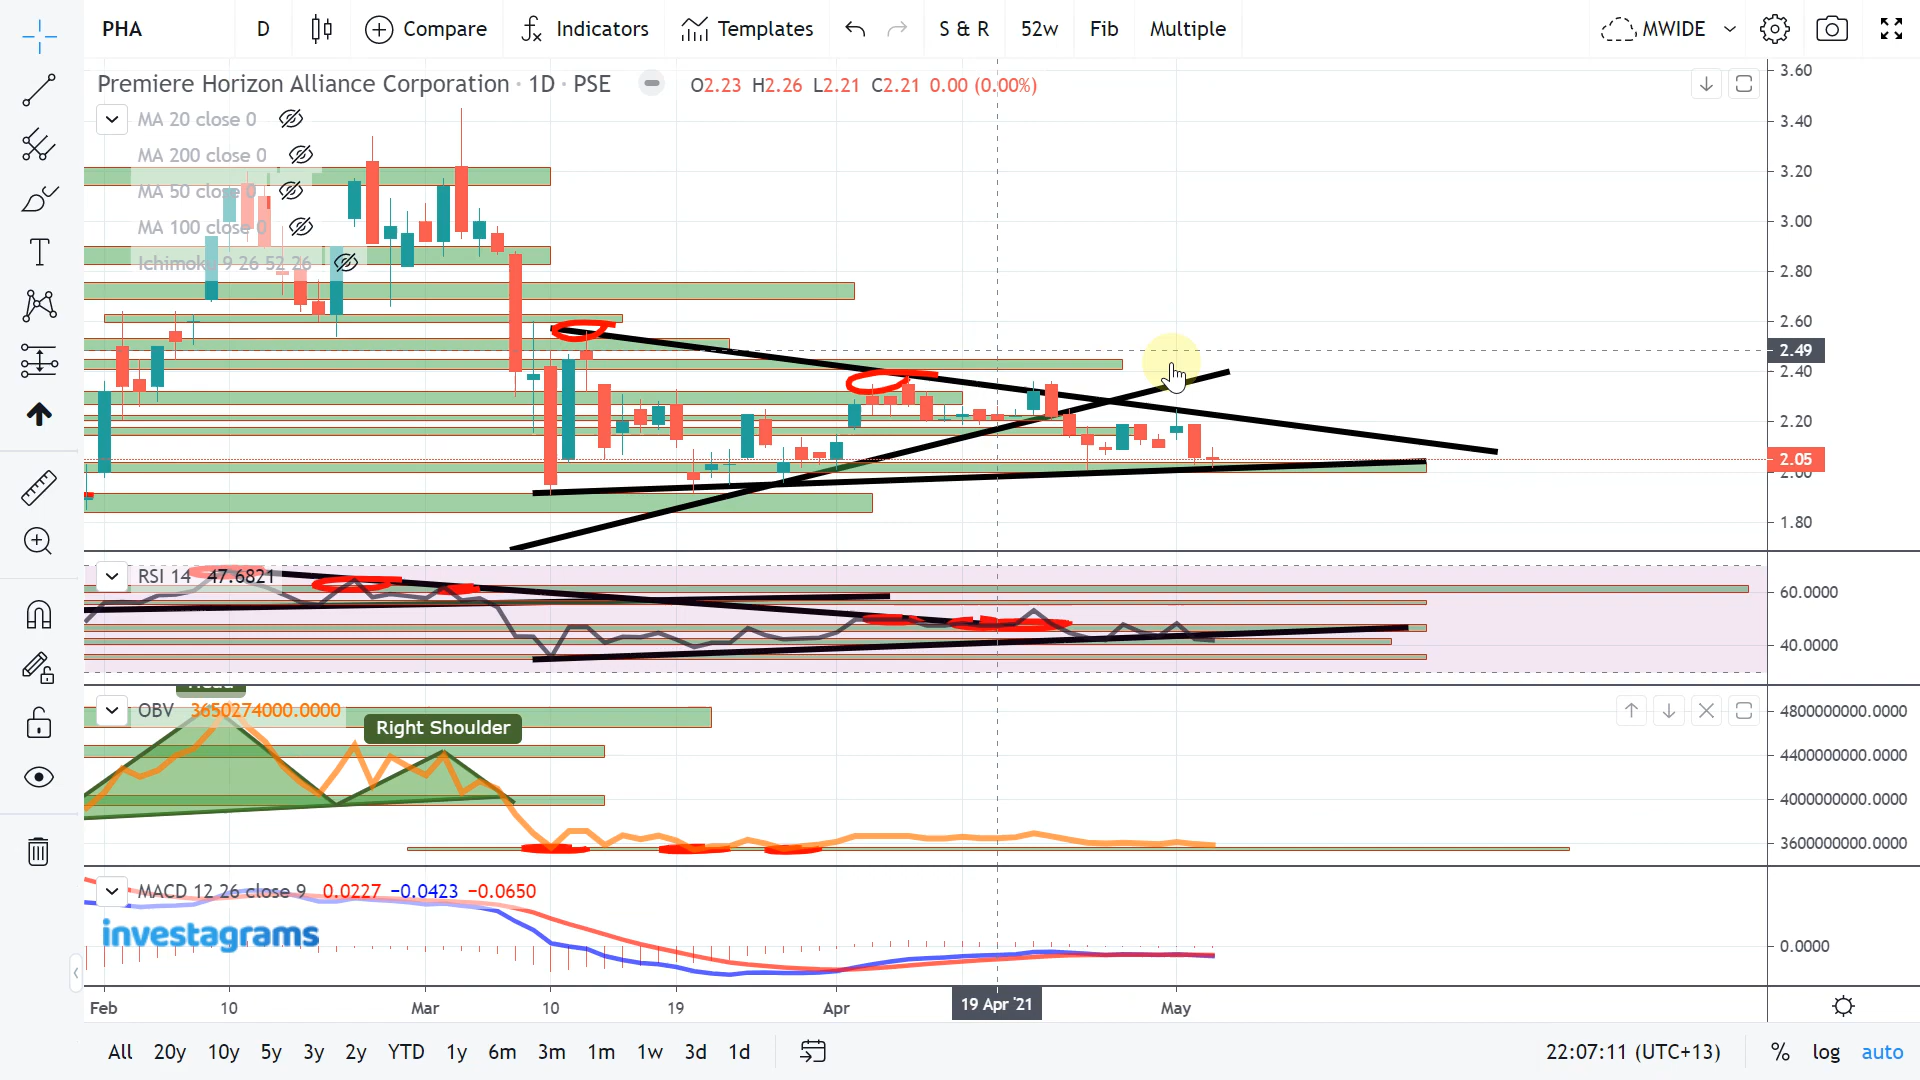 PHA D Compare Indicators Templates S & R 52w Fib Multiple MWIDE
Premiere Horizon Alliance Corporation · 1D · PSE O2.23 H2.26 L2.21 C2.21 0.00 (0.00%)
MA 20 close 0
MA 200 close 0
MA 50 close 0
MA 100 close 0
Ichimoku 9 26 52 26
3.60
3.40
3.20
3.00
2.80
2.60
2.49
2.40
2.20
2.05
2.00
1.80
RSI 14 47.6821
60.0000
40.0000
Head
OBV 3650274000.0000
Right Shoulder
4800000000.0000
4400000000.0000
4000000000.0000
3600000000.0000
MACD 12 26 close 9 0.0227 −0.0423 −0.0650
investagrams
0.0000
Feb 10 Mar 10 19 Apr 19 Apr '21 May
All 20y 10y 5y 3y 2y YTD 1y 6m 3m 1m 1w 3d 1d 22:07:11 (UTC+13) % log auto